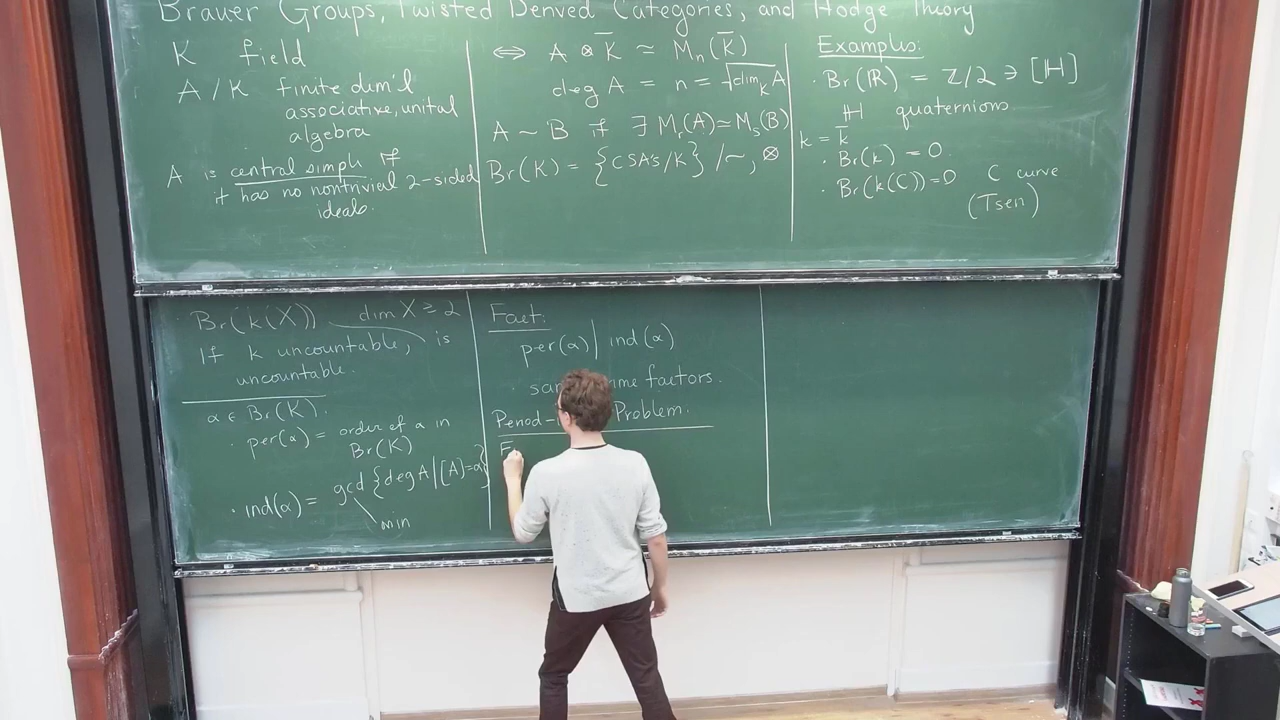 Brauer Groups, Twisted Derived Categories, and Hodge Theory
K field
A / K finite dim'l
associative, unital
algebra
A is central simple if
it has no nontrivial 2-sided
ideals.
⟺ A ⊗ K̄ ≃ Mₙ(K̄)
deg A = n = √dim_K A
A ~ B if ∃ Mᵣ(A) ≃ Mₛ(B)
Br(K) = {CSA's/K} /~, ⊗
Examples:
· Br(ℝ) = ℤ/2 ∋ [ℍ]
ℍ quaternions
k = k̄
· Br(k) = 0.
· Br(k(C)) = 0 C curve
(Tsen)
Br(k(X)) dim X ≥ 2
If k uncountable, is
uncountable.
α ∈ Br(K).
· per(α) = order of α in
Br(K)
· ind(α) = gcd {deg A | [A]=α}
min
Fact:
per(α) | ind(α)
· factors.
Period- Problem.